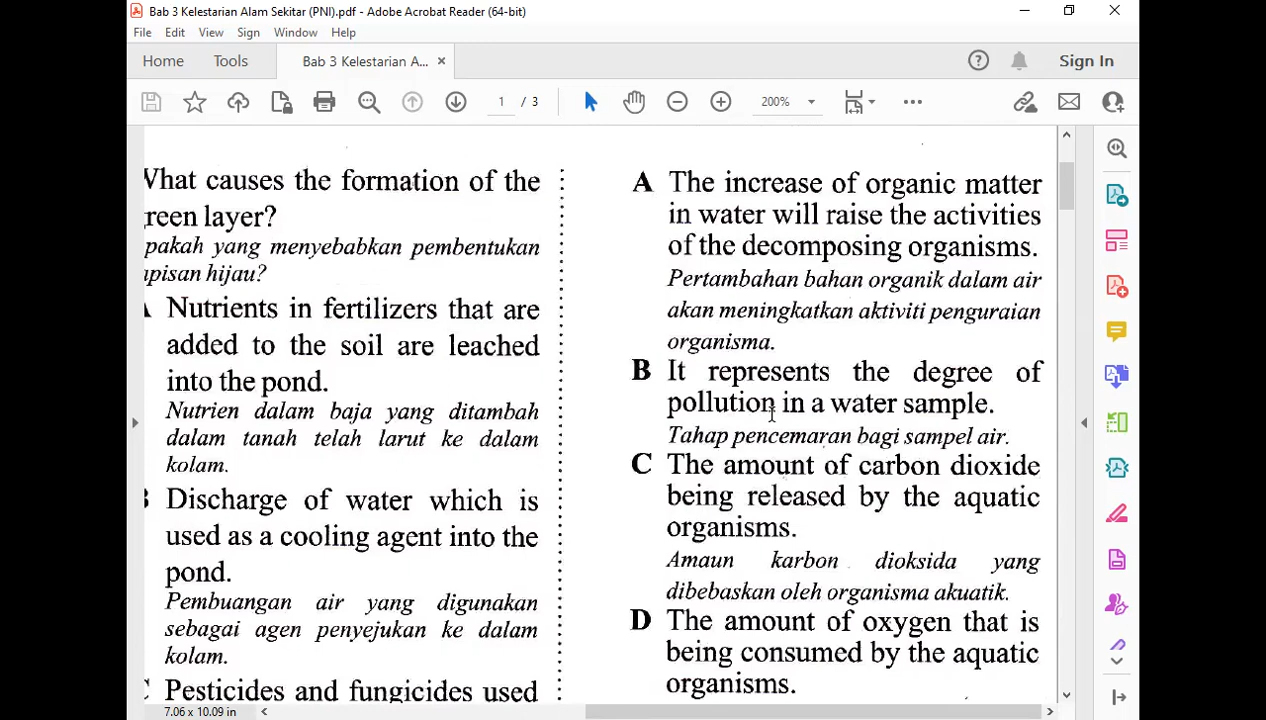 Bab 3 Kelestarian Alam Sekitar (PNI).pdf - Adobe Acrobat Reader (64-bit)
File Edit View Sign Window Help
Home Tools Bab 3 Kelestarian A... Sign In
1 / 3 200%
What causes the formation of the
reen layer?
pakah yang menyebabkan pembentukan
apisan hijau?
Nutrients in fertilizers that are
added to the soil are leached
into the pond.
Nutrien dalam baja yang ditambah
dalam tanah telah larut ke dalam
kolam.
Discharge of water which is
used as a cooling agent into the
pond.
Pembuangan air yang digunakan
sebagai agen penyejukan ke dalam
kolam.
Pesticides and fungicides used
A The increase of organic matter
in water will raise the activities
of the decomposing organisms.
Pertambahan bahan organik dalam air
akan meningkatkan aktiviti penguraian
organisma.
B It represents the degree of
pollution in a water sample.
Tahap pencemaran bagi sampel air.
C The amount of carbon dioxide
being released by the aquatic
organisms.
Amaun karbon dioksida yang
dibebaskan oleh organisma akuatik.
D The amount of oxygen that is
being consumed by the aquatic
organisms.
7.06 x 10.09 in